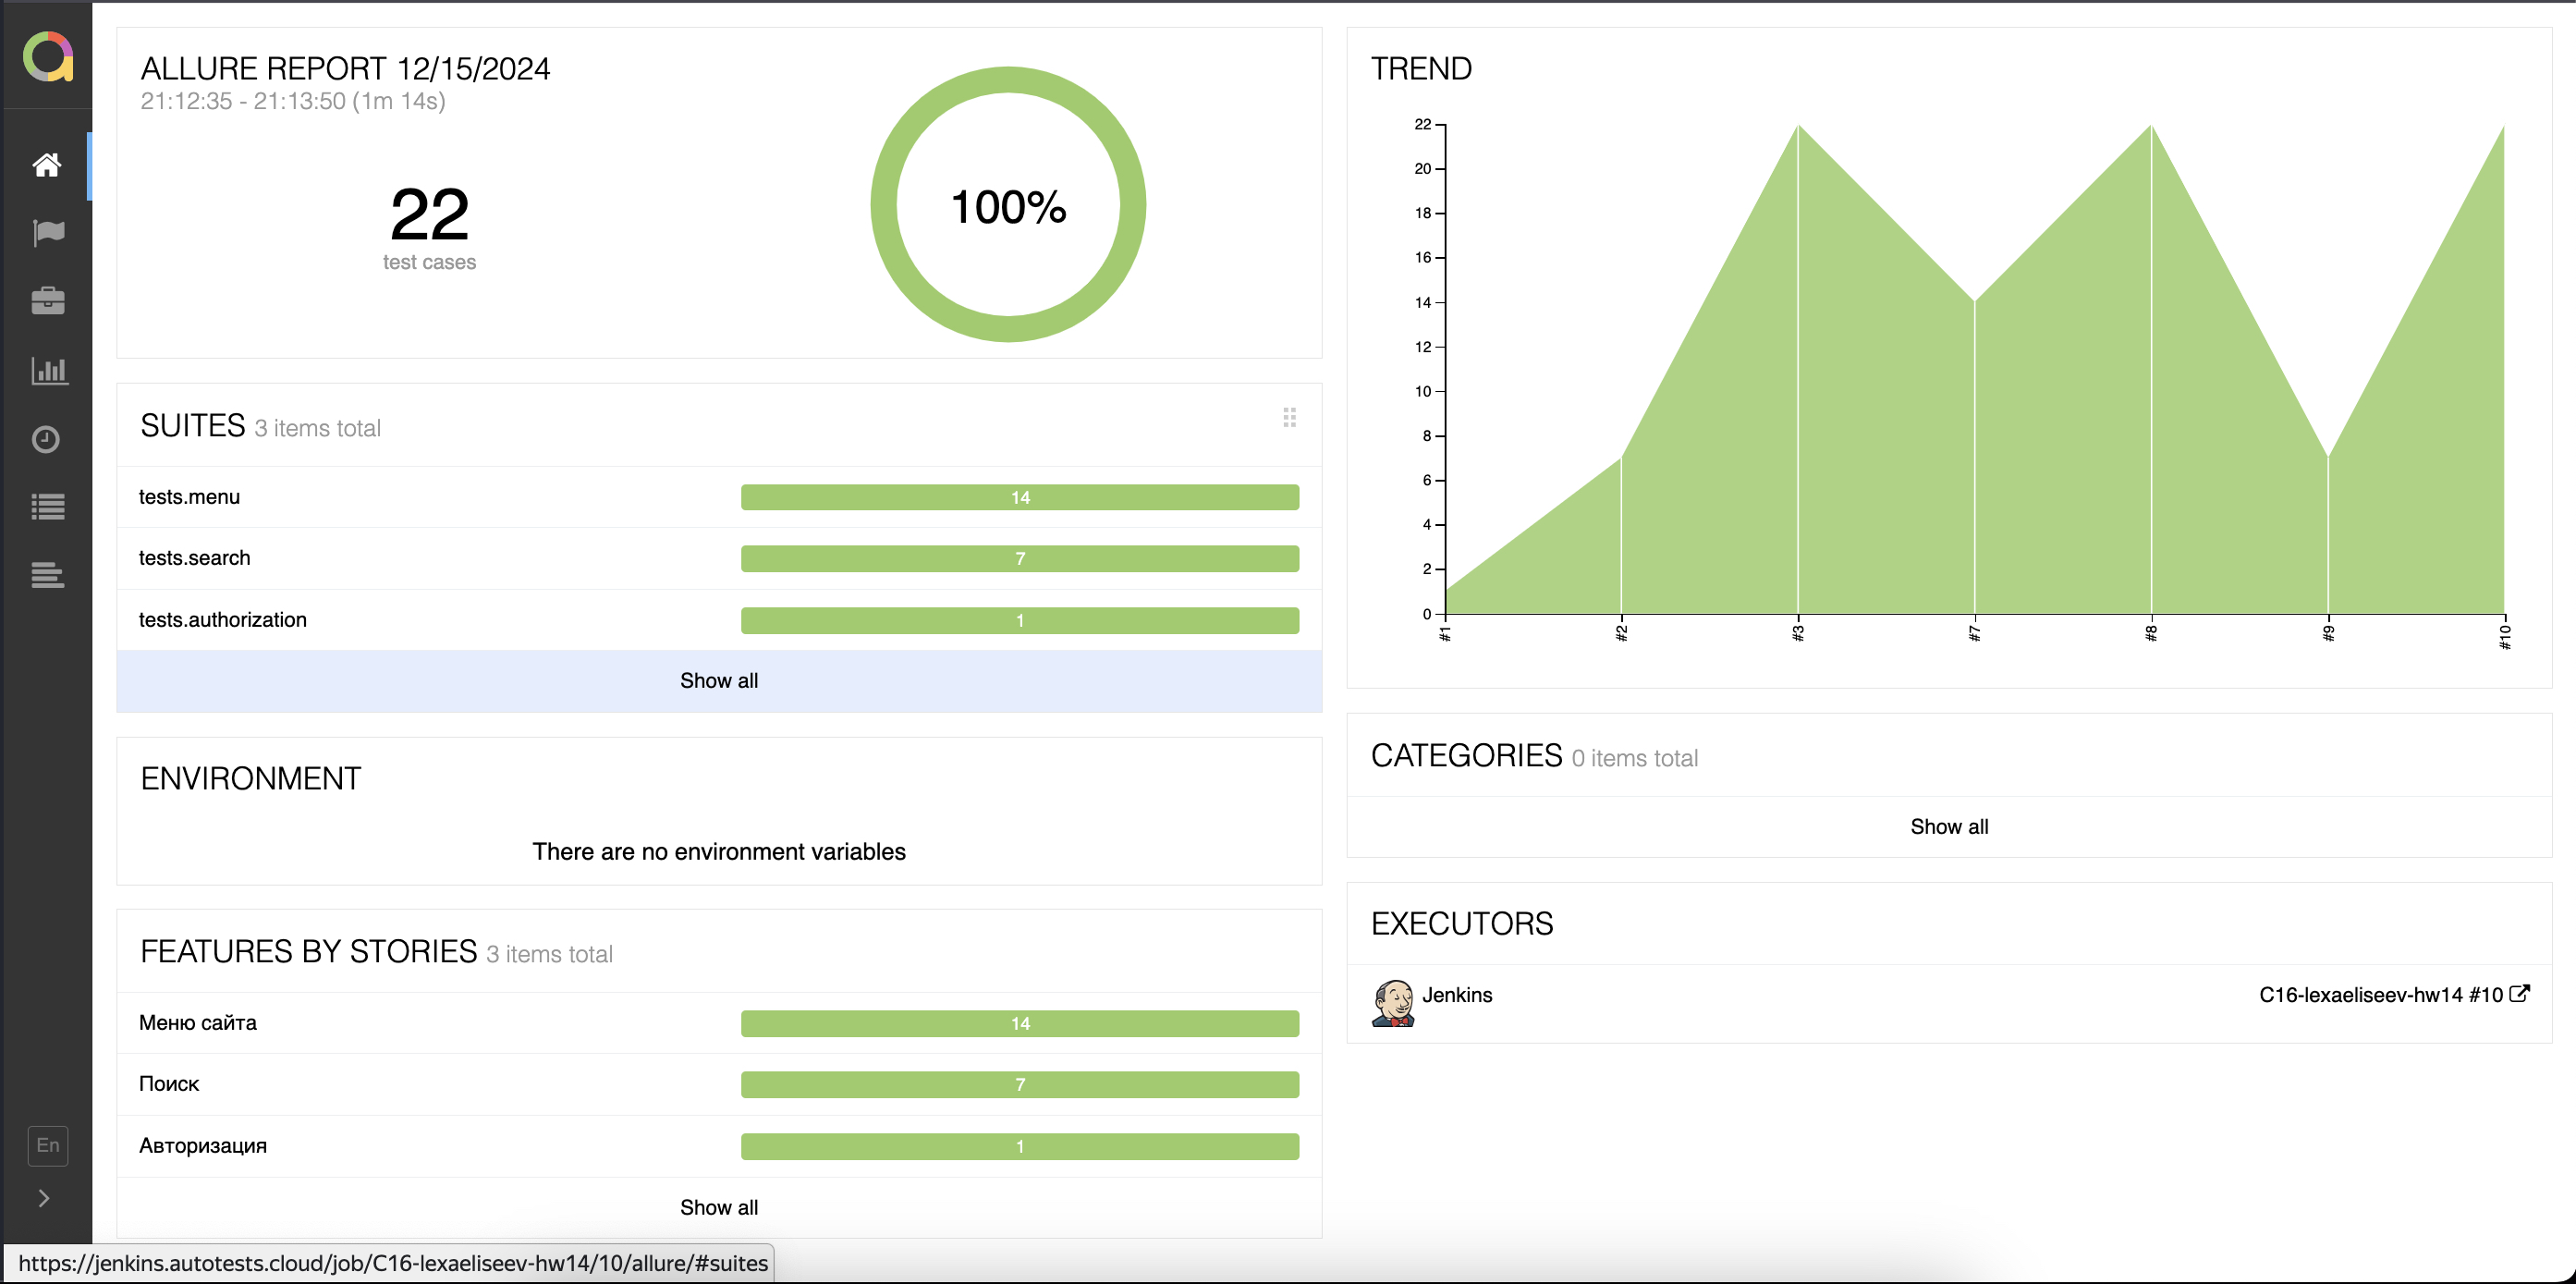 ALLURE REPORT 12/15/2024
21:12:35 - 21:13:50 (1m 14s)
22
test cases
100%
SUITES 3 items total
tests.menu 14
tests.search 7
tests.authorization 1
Show all
ENVIRONMENT
There are no environment variables
FEATURES BY STORIES 3 items total
Меню сайта 14
Поиск 7
Авторизация 1
Show all
TREND
22
20
18
16
14
12
10
8
6
4
2
0
#1 #2 #3 #7 #8 #9 #10
CATEGORIES 0 items total
Show all
EXECUTORS
Jenkins C16-lexaeliseev-hw14 #10
En
https://jenkins.autotests.cloud/job/C16-lexaeliseev-hw14/10/allure/#suites